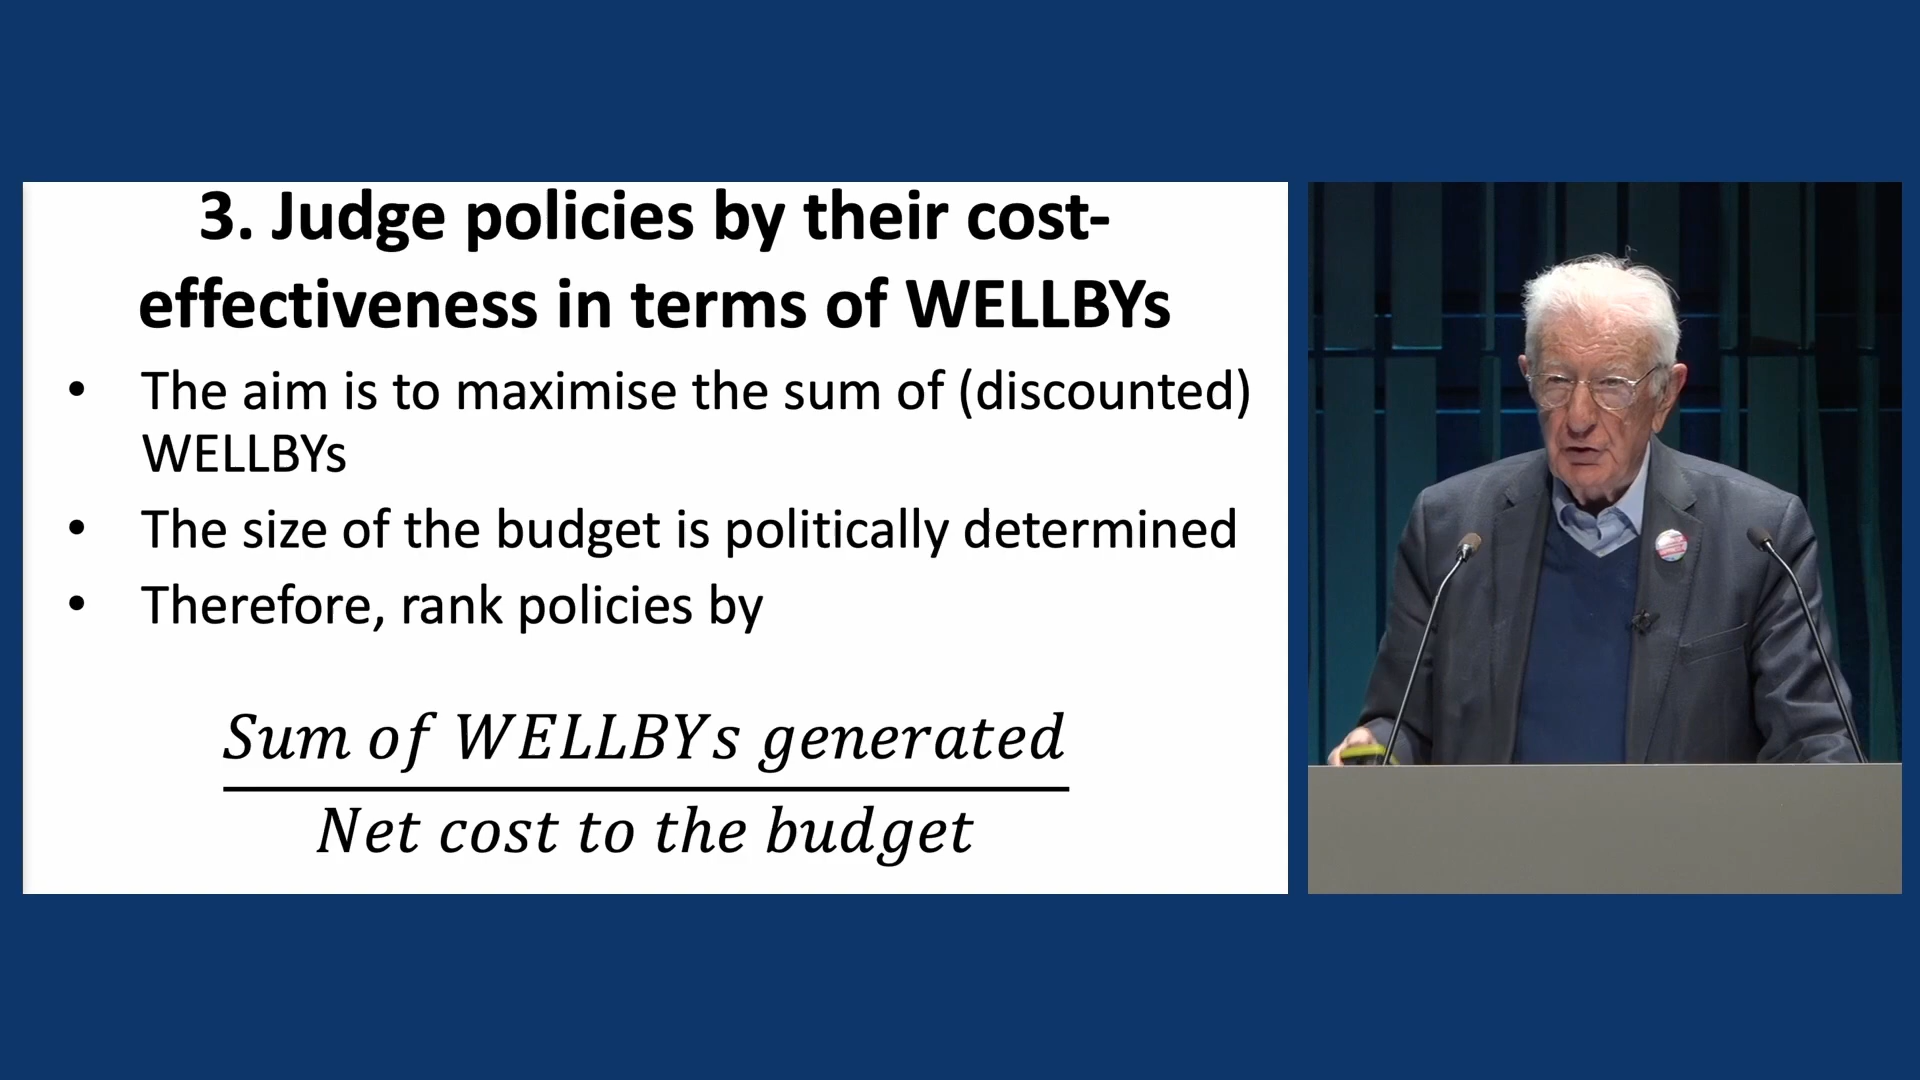 3. Judge policies by their cost-
effectiveness in terms of WELLBYs
• The aim is to maximise the sum of (discounted)
WELLBYs
• The size of the budget is politically determined
• Therefore, rank policies by
Sum of WELLBYs generated
Net cost to the budget